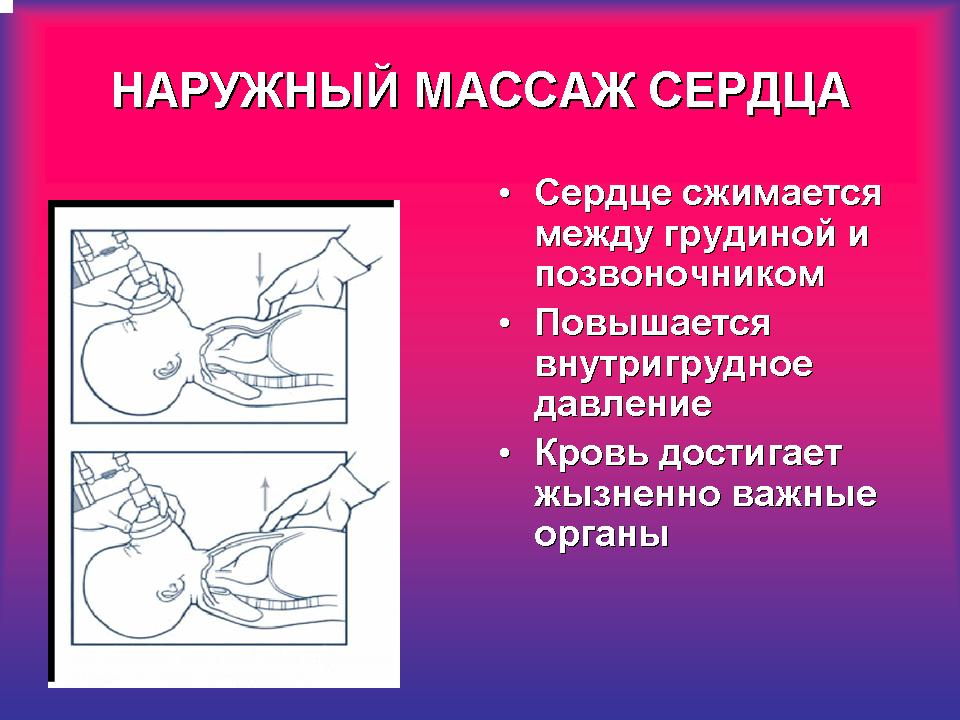 НАРУЖНЫЙ МАССАЖ СЕРДЦА
• Сердце сжимается
между грудиной и
позвоночником
• Повышается
внутригрудное
давление
• Кровь достигает
жызненно важные
органы